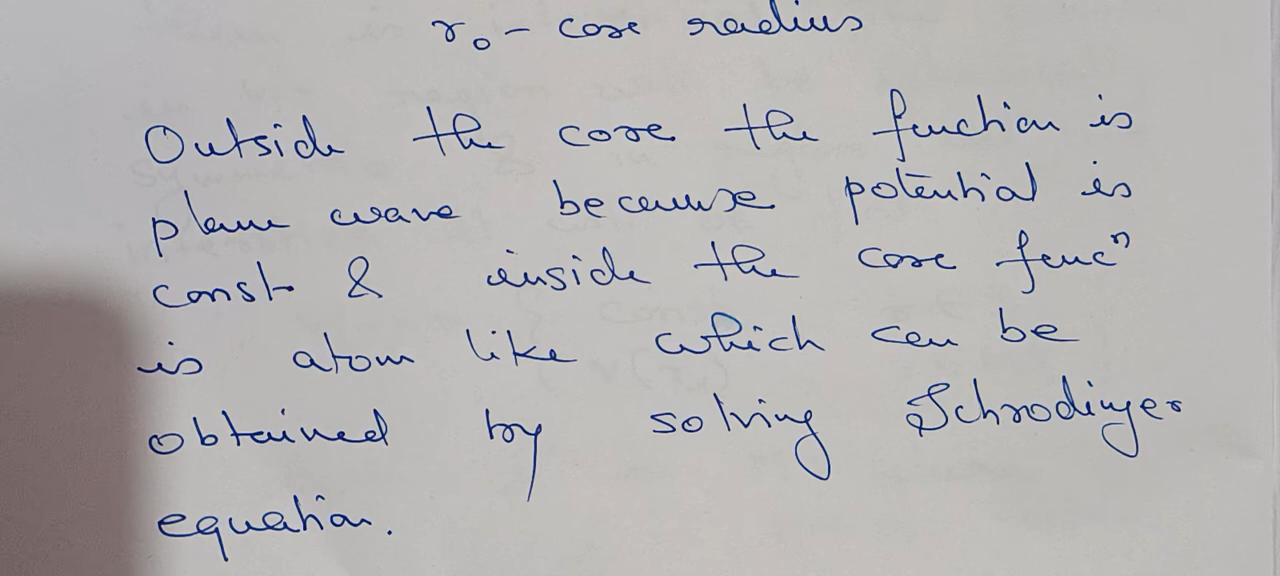 r₀ - core radius
Outside the core the function is
plane wave because potential is
const & inside the core funcⁿ
is atom like which can be
obtained by solving Schrodinger
equation.